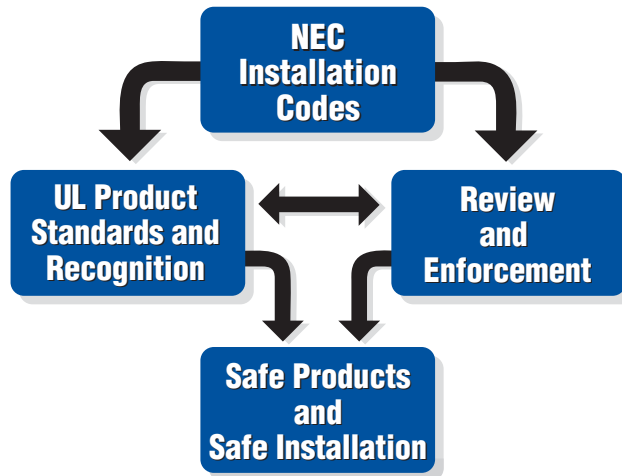 NEC
Installation
Codes
UL Product
Standards and
Recognition
Review
and
Enforcement
Safe Products
and
Safe Installation